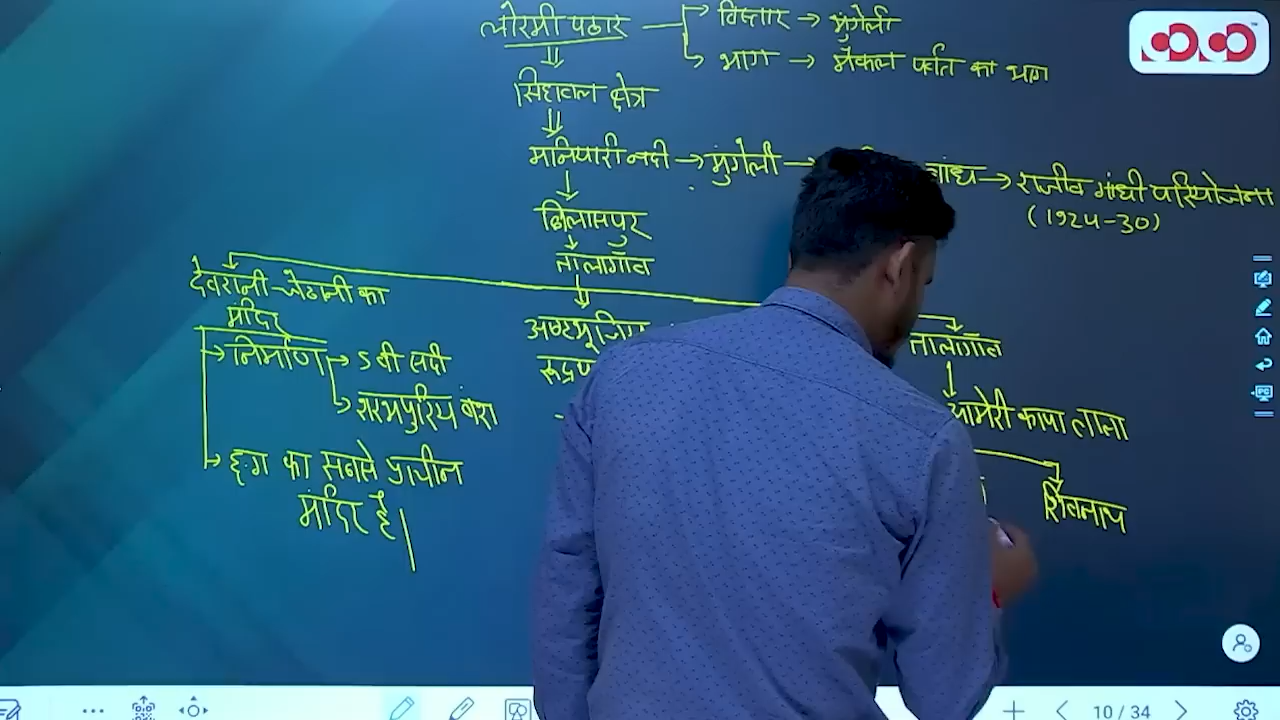 लोरमी पठार → विस्तार → मुंगेली
→ भाग → मैकल पर्वत का भाग
सिहावल क्षेत्र
मनियारी नदी → मुंगेली →
बांध → राजीव गांधी परियोजना
(1924-30)
बिलासपुर
तालागाँव
देवरानी-जेठानी का
मंदिर
→ निर्माण → 5 वी सदी
→ शरभपुरिय वंश
→ छ.ग का सबसे प्राचीन
मंदिर है|
तालागाँव
कापा ताला
शिवनाथ
10 / 34